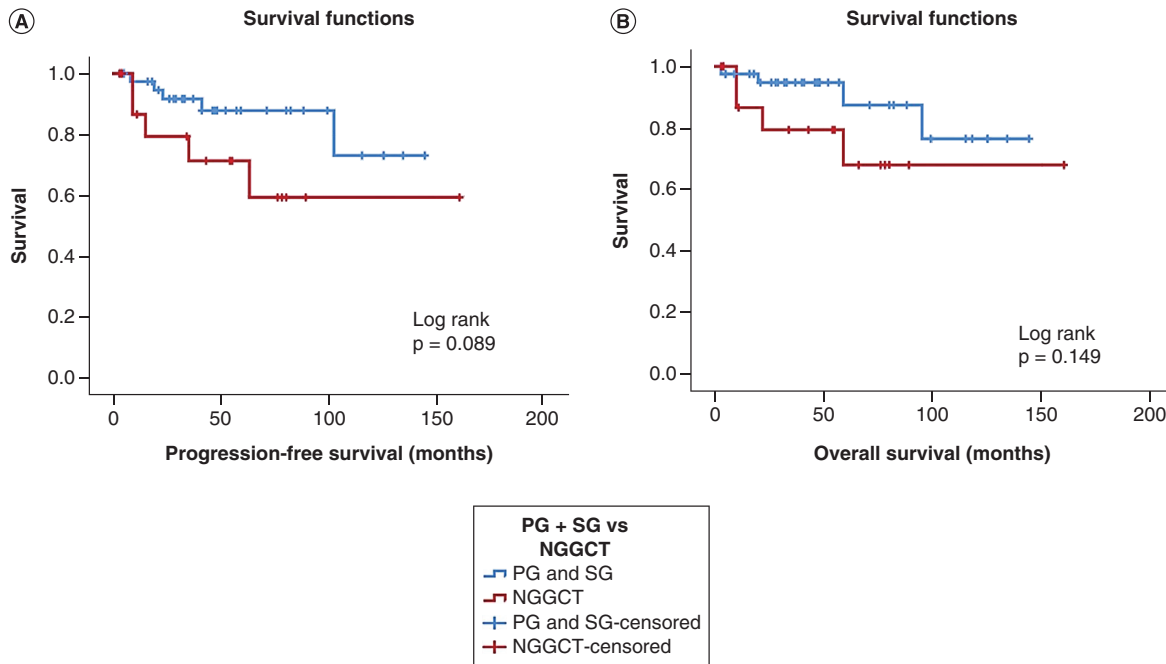 A
Survival functions
Survival
1.0
0.8
0.6
0.4
0.2
0.0
Log rank
p = 0.089
0 50 100 150 200
Progression-free survival (months)
B
Survival functions
Survival
1.0
0.8
0.6
0.4
0.2
0.0
Log rank
p = 0.149
0 50 100 150 200
Overall survival (months)
PG + SG vs
NGGCT
PG and SG
NGGCT
PG and SG-censored
NGGCT-censored